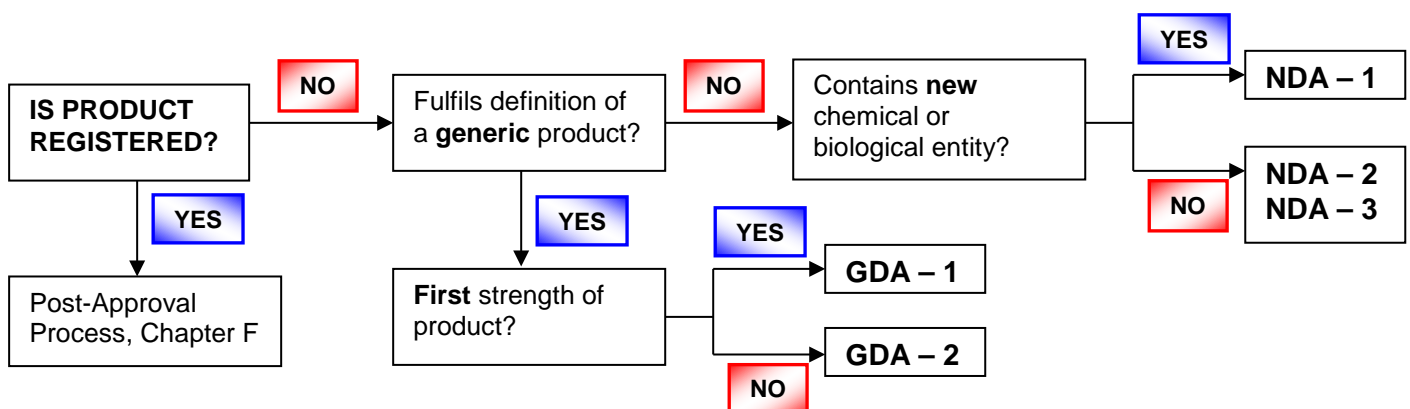 IS PRODUCT
REGISTERED?
NO
Fulfils definition of
a generic product?
NO
Contains new
chemical or
biological entity?
YES
NDA – 1
NO
NDA – 2
NDA – 3
YES
Post-Approval
Process, Chapter F
YES
First strength of
product?
YES
GDA – 1
NO
GDA – 2